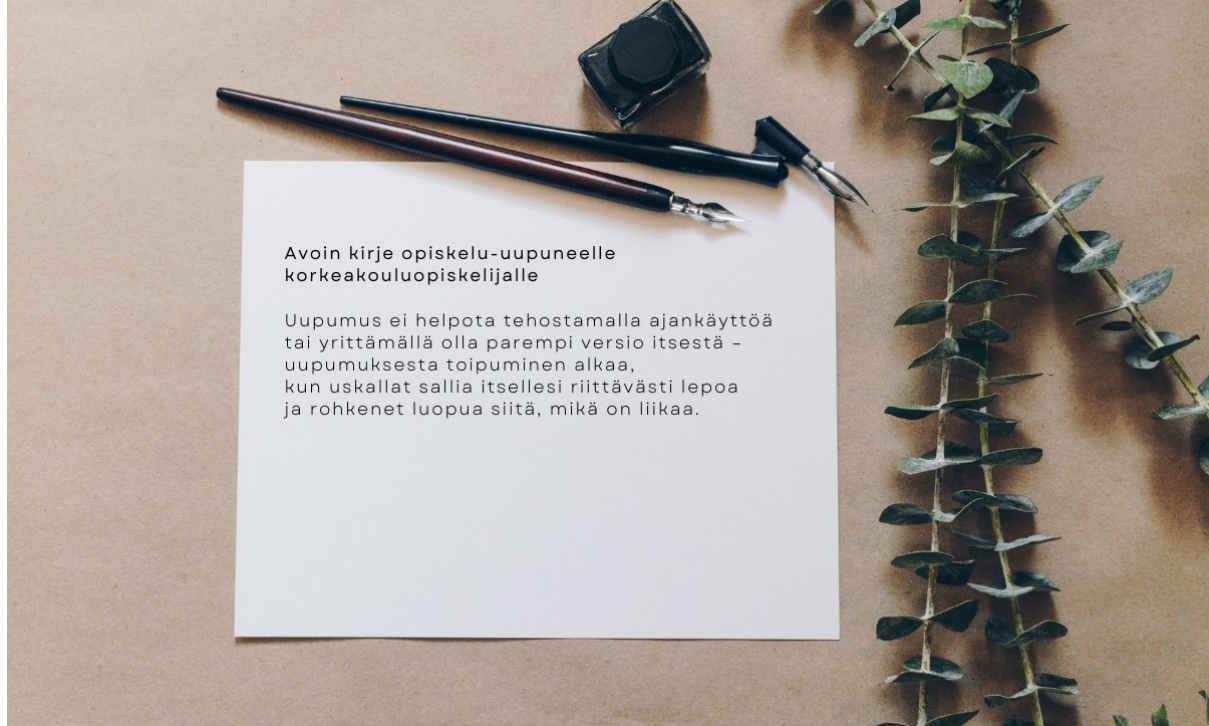 Avoin kirje opiskelu-uupuneelle
korkeakouluopiskelijalle
Uupumus ei helpota tehostamalla ajankäyttöä
tai yrittämällä olla parempi versio itsestä –
uupumuksesta toipuminen alkaa,
kun uskallat sallia itsellesi riittävästi lepoa
ja rohkenet luopua siitä, mikä on liikaa.